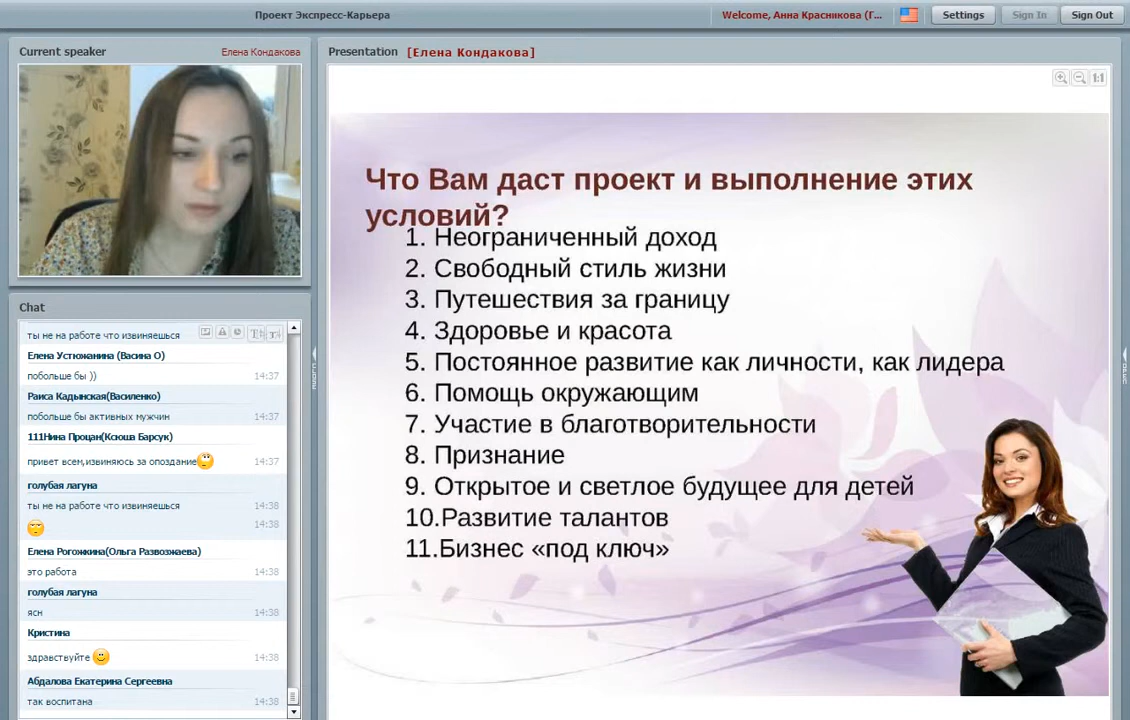 Проект Экспресс-Карьера
Welcome, Анна Красникова (Г...
Settings
Sign In
Sign Out
Current speaker
Елена Кондакова
Presentation [Елена Кондакова]
1:1
Что Вам даст проект и выполнение этих
условий?
1. Неограниченный доход
2. Свободный стиль жизни
3. Путешествия за границу
4. Здоровье и красота
5. Постоянное развитие как личности, как лидера
6. Помощь окружающим
7. Участие в благотворительности
8. Признание
9. Открытое и светлое будущее для детей
10.Развитие талантов
11.Бизнес «под ключ»
Chat
ты не на работе что извиняешься
Елена Устюжанина (Васина О)
побольше бы )) 14:37
Раиса Кадынская(Василенко)
побольше бы активных мужчин 14:37
111Нина Процан(Ксюша Барсук)
привет всем,извиняюсь за опоздание 14:37
голубая лагуна
ты не на работе что извиняешься 14:38
14:38
Елена Рогожкина(Ольга Развозжаева)
это работа 14:38
голубая лагуна
ясн 14:38
Кристина
здравствуйте 14:38
Абдалова Екатерина Сергеевна
так воспитана 14:38